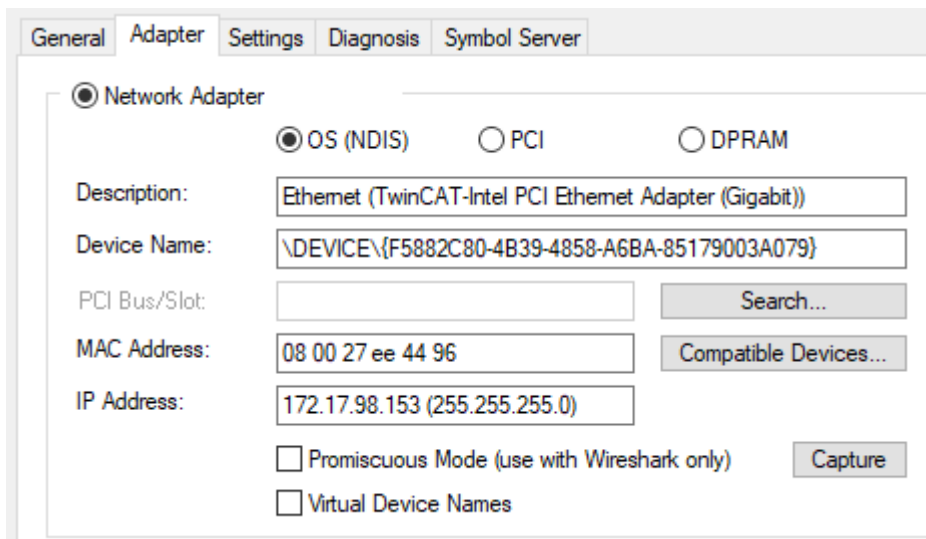 General Adapter Settings Diagnosis Symbol Server
Network Adapter
OS (NDIS) PCI DPRAM
Description: Ethernet (TwinCAT-Intel PCI Ethernet Adapter (Gigabit))
Device Name: \DEVICE\{F5882C80-4B39-4858-A6BA-85179003A079}
PCI Bus/Slot: Search...
MAC Address: 08 00 27 ee 44 96 Compatible Devices...
IP Address: 172.17.98.153 (255.255.255.0)
Promiscuous Mode (use with Wireshark only) Capture
Virtual Device Names